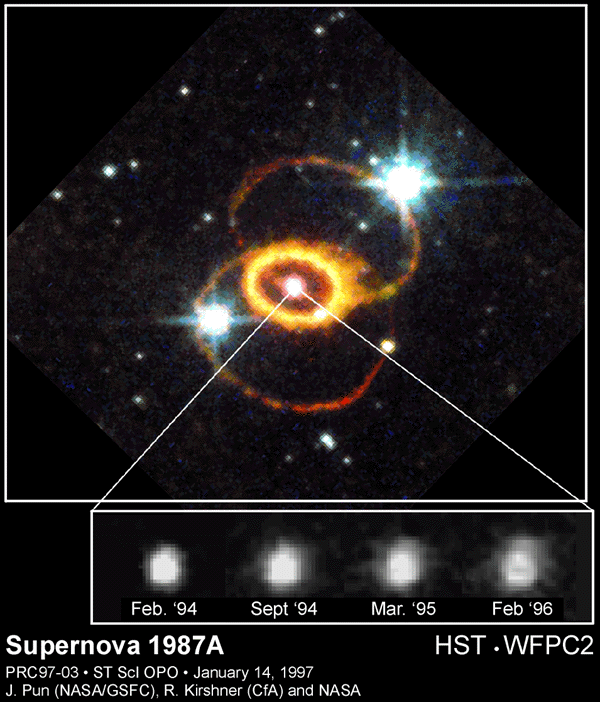 Feb. ‘94 Sept ‘94 Mar. ‘95 Feb ‘96
Supernova 1987A HST • WFPC2
PRC97-03 • ST ScI OPO • January 14, 1997
J. Pun (NASA/GSFC), R. Kirshner (CfA) and NASA